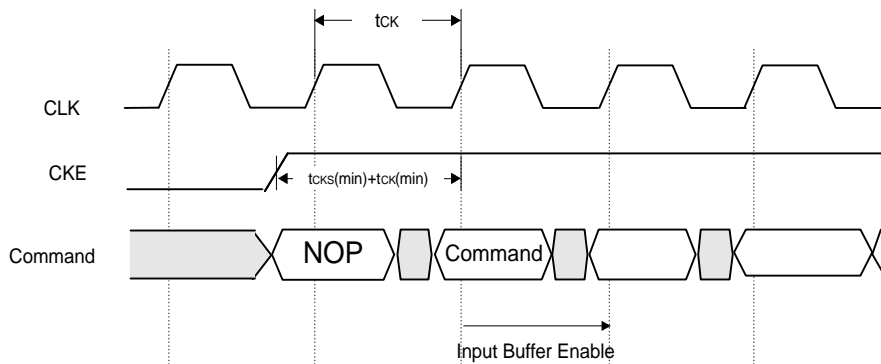 tCK
CLK
CKE
tCKS(min)+tCK(min)
Command
NOP
Command
Input Buffer Enable